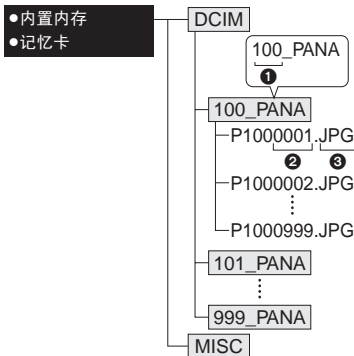 ●内置内存
●记忆卡
DCIM
100_PANA
❶
100_PANA
P1000001.JPG
❷ ❸
P1000002.JPG
P1000999.JPG
101_PANA
999_PANA
MISC